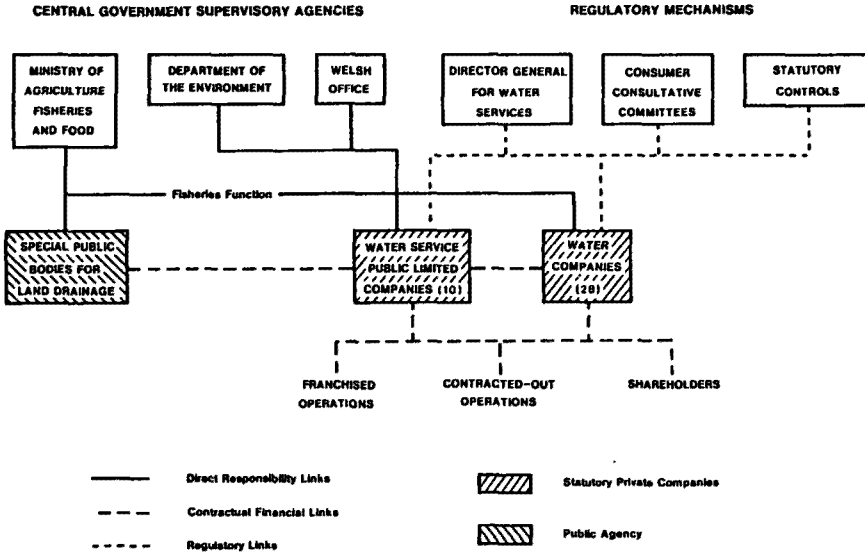 CENTRAL GOVERNMENT SUPERVISORY AGENCIES
REGULATORY MECHANISMS
MINISTRY OF
AGRICULTURE
FISHERIES
AND FOOD
DEPARTMENT OF
THE ENVIRONMENT
WELSH
OFFICE
DIRECTOR GENERAL
FOR WATER
SERVICES
CONSUMER
CONSULTATIVE
COMMITTEES
STATUTORY
CONTROLS
Fisheries Function
SPECIAL PUBLIC
BODIES FOR
LAND DRAINAGE
WATER SERVICE
PUBLIC LIMITED
COMPANIES (10)
WATER
COMPANIES
(28)
FRANCHISED
OPERATIONS
CONTRACTED-OUT
OPERATIONS
SHAREHOLDERS
Direct Responsibility Links
Contractual Financial Links
Regulatory Links
Statutory Private Companies
Public Agency